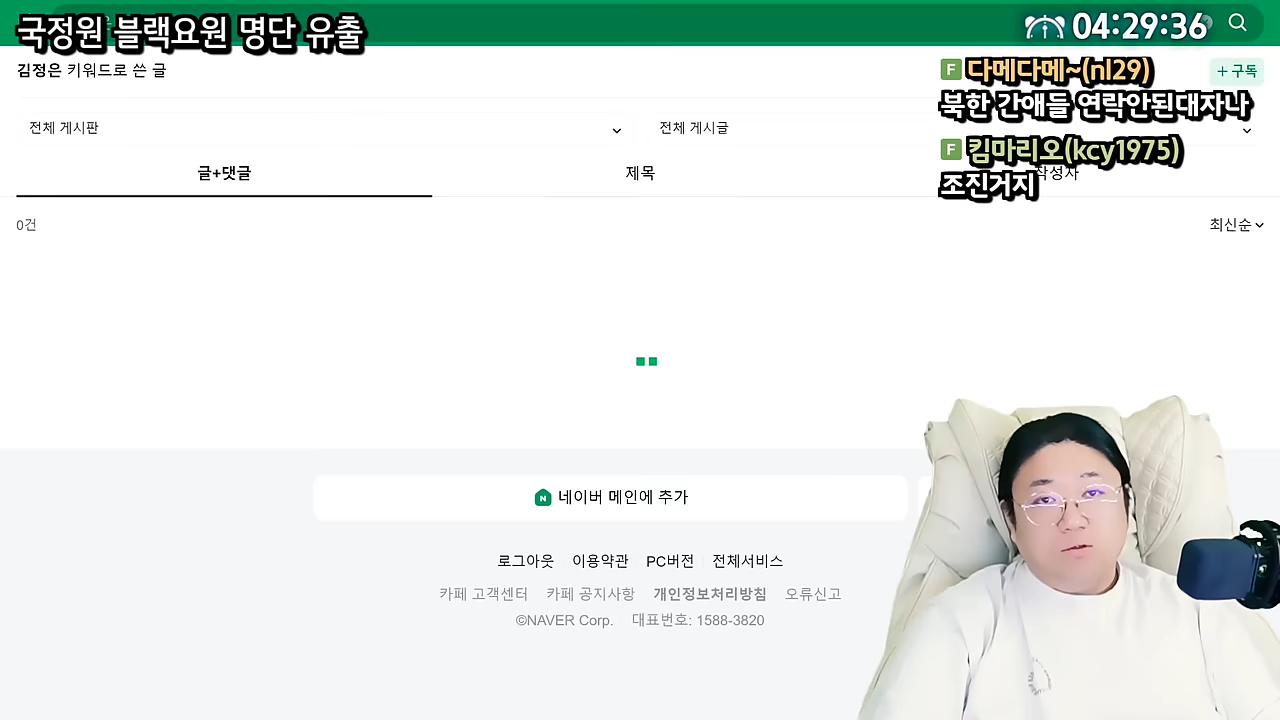 국정원 블랙요원 명단 유출
04:29:36
김정은 키워드로 쓴 글
+ 구독
F 다메다메~(nl29)
북한 간애들 연락안된대자나
F 킴마리오(kcy1975)
조진거지
전체 게시판
전체 게시글
글+댓글
제목
작성자
0건
최신순
N 네이버 메인에 추가
로그아웃 이용약관 PC버전 전체서비스
카페 고객센터 카페 공지사항 개인정보처리방침 오류신고
©NAVER Corp. 대표번호: 1588-3820